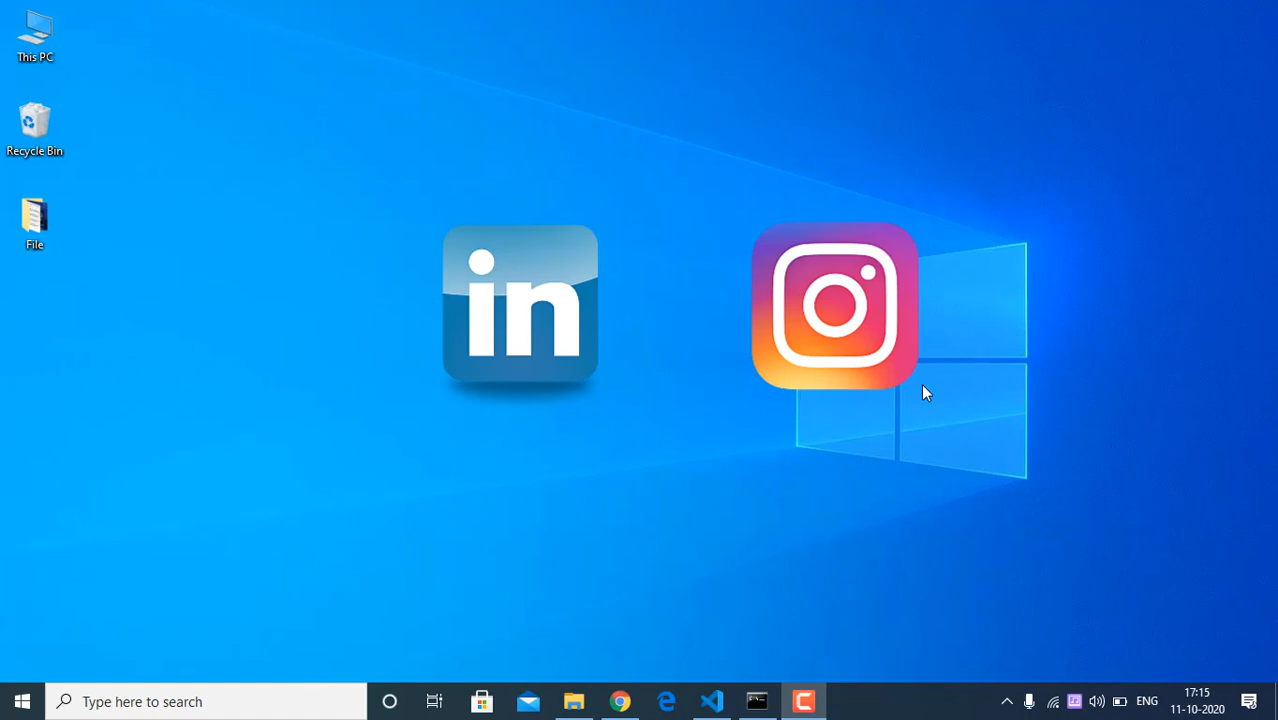 This PC
Recycle Bin
File
in
Type here to search
ENG
17:15
11-10-2020